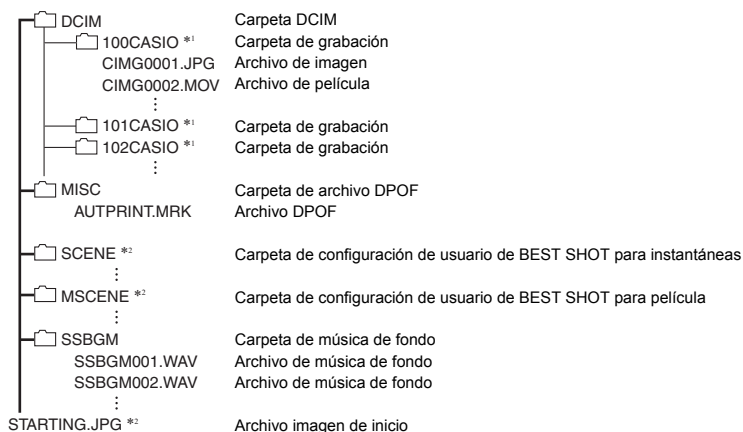 DCIM Carpeta DCIM
100CASIO *1 Carpeta de grabación
CIMG0001.JPG Archivo de imagen
CIMG0002.MOV Archivo de película
101CASIO *1 Carpeta de grabación
102CASIO *1 Carpeta de grabación
MISC Carpeta de archivo DPOF
AUTPRINT.MRK Archivo DPOF
SCENE *2 Carpeta de configuración de usuario de BEST SHOT para instantáneas
MSCENE *2 Carpeta de configuración de usuario de BEST SHOT para película
SSBGM Carpeta de música de fondo
SSBGM001.WAV Archivo de música de fondo
SSBGM002.WAV Archivo de música de fondo
STARTING.JPG *2 Archivo imagen de inicio